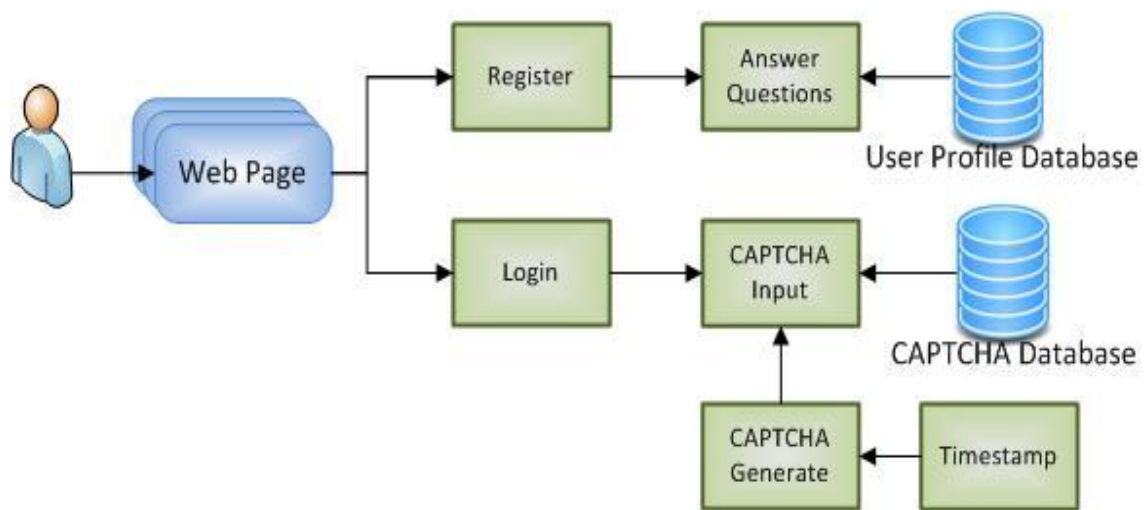 Register
Answer
Questions
User Profile Database
Web Page
Login
CAPTCHA
Input
CAPTCHA Database
CAPTCHA
Generate
Timestamp